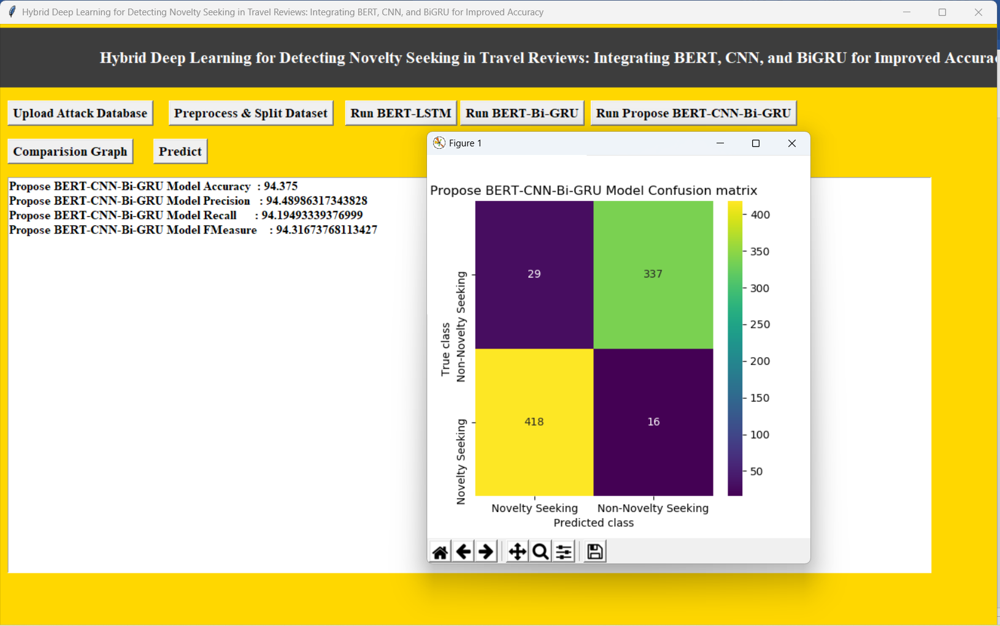 Hybrid Deep Learning for Detecting Novelty Seeking in Travel Reviews: Integrating BERT, CNN, and BiGRU for Improved Accuracy
Hybrid Deep Learning for Detecting Novelty Seeking in Travel Reviews: Integrating BERT, CNN, and BiGRU for Improved Accurac
Upload Attack Database
Preprocess & Split Dataset
Run BERT-LSTM
Run BERT-Bi-GRU
Run Propose BERT-CNN-Bi-GRU
Comparision Graph
Predict
Propose BERT-CNN-Bi-GRU Model Accuracy : 94.375
Propose BERT-CNN-Bi-GRU Model Precision : 94.48986317343828
Propose BERT-CNN-Bi-GRU Model Recall : 94.19493339376999
Propose BERT-CNN-Bi-GRU Model FMeasure : 94.31673768113427
Figure 1
Propose BERT-CNN-Bi-GRU Model Confusion matrix
True class
Non-Novelty Seeking
Novelty Seeking
29
337
418
16
Novelty Seeking
Non-Novelty Seeking
Predicted class
400
350
300
250
200
150
100
50